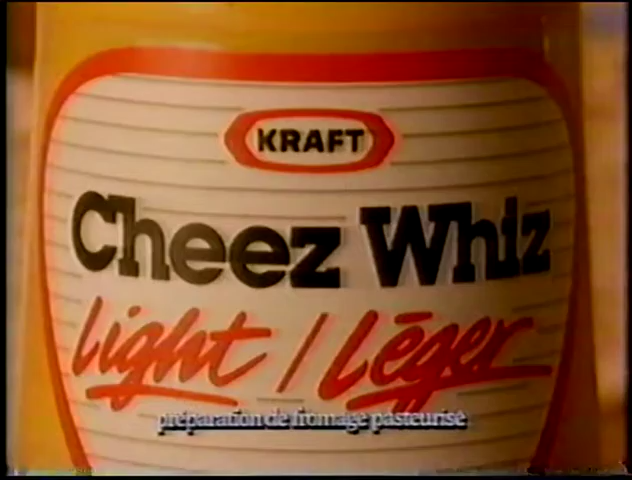 KRAFT
Cheez Whiz
Light / Léger
préparation de fromage pasteurisé